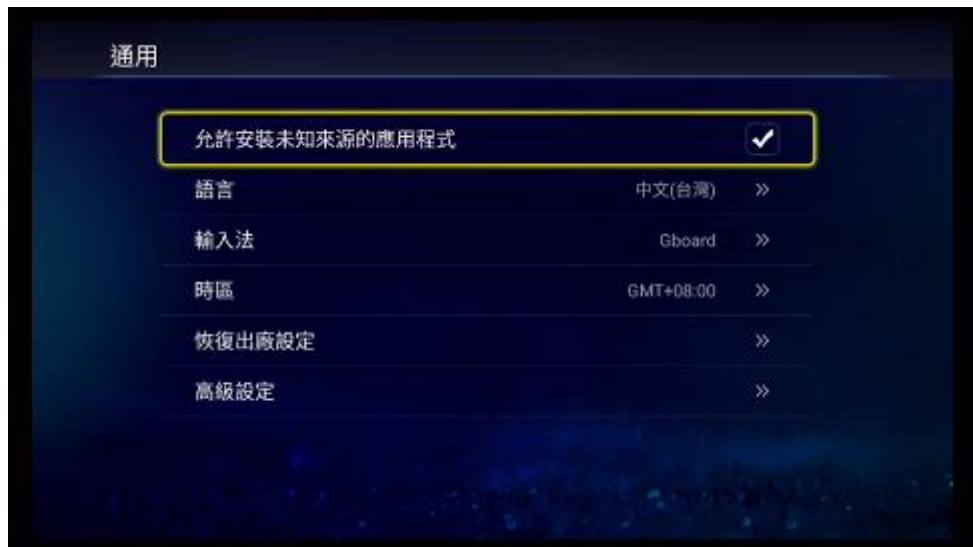 通用
允許安裝未知來源的應用程式
語言 中文(台灣) »
輸入法 Gboard »
時區 GMT+08:00 »
恢復出廠設定 »
高級設定 »